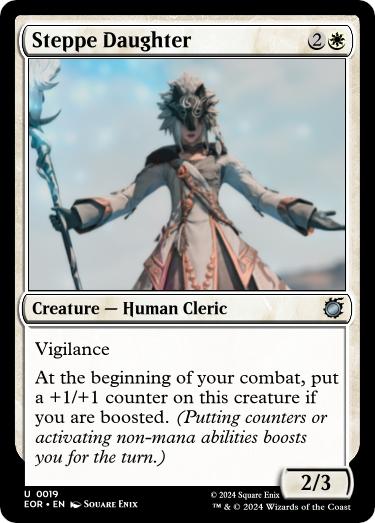 Steppe Daughter 2
Creature — Human Cleric
Vigilance
At the beginning of your combat, put
a +1/+1 counter on this creature if
you are boosted. (Putting counters or
activating non-mana abilities boosts
you for the turn.)
2/3
U 0019
EOR • EN SQUARE ENIX
© 2024 Square Enix
™ & © 2024 Wizards of the Coast